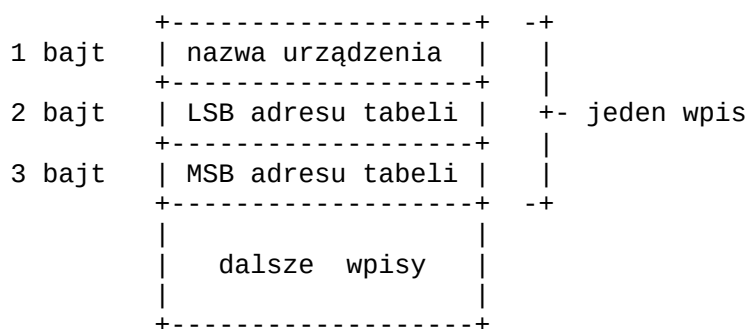 +-------------------+  -+
1 bajt   | nazwa urządzenia  |   |
         +-------------------+   |
2 bajt   | LSB adresu tabeli |   +- jeden wpis
         +-------------------+   |
3 bajt   | MSB adresu tabeli |   |
         +-------------------+  -+
         |                   |
         |   dalsze  wpisy   |
         |                   |
         +-------------------+